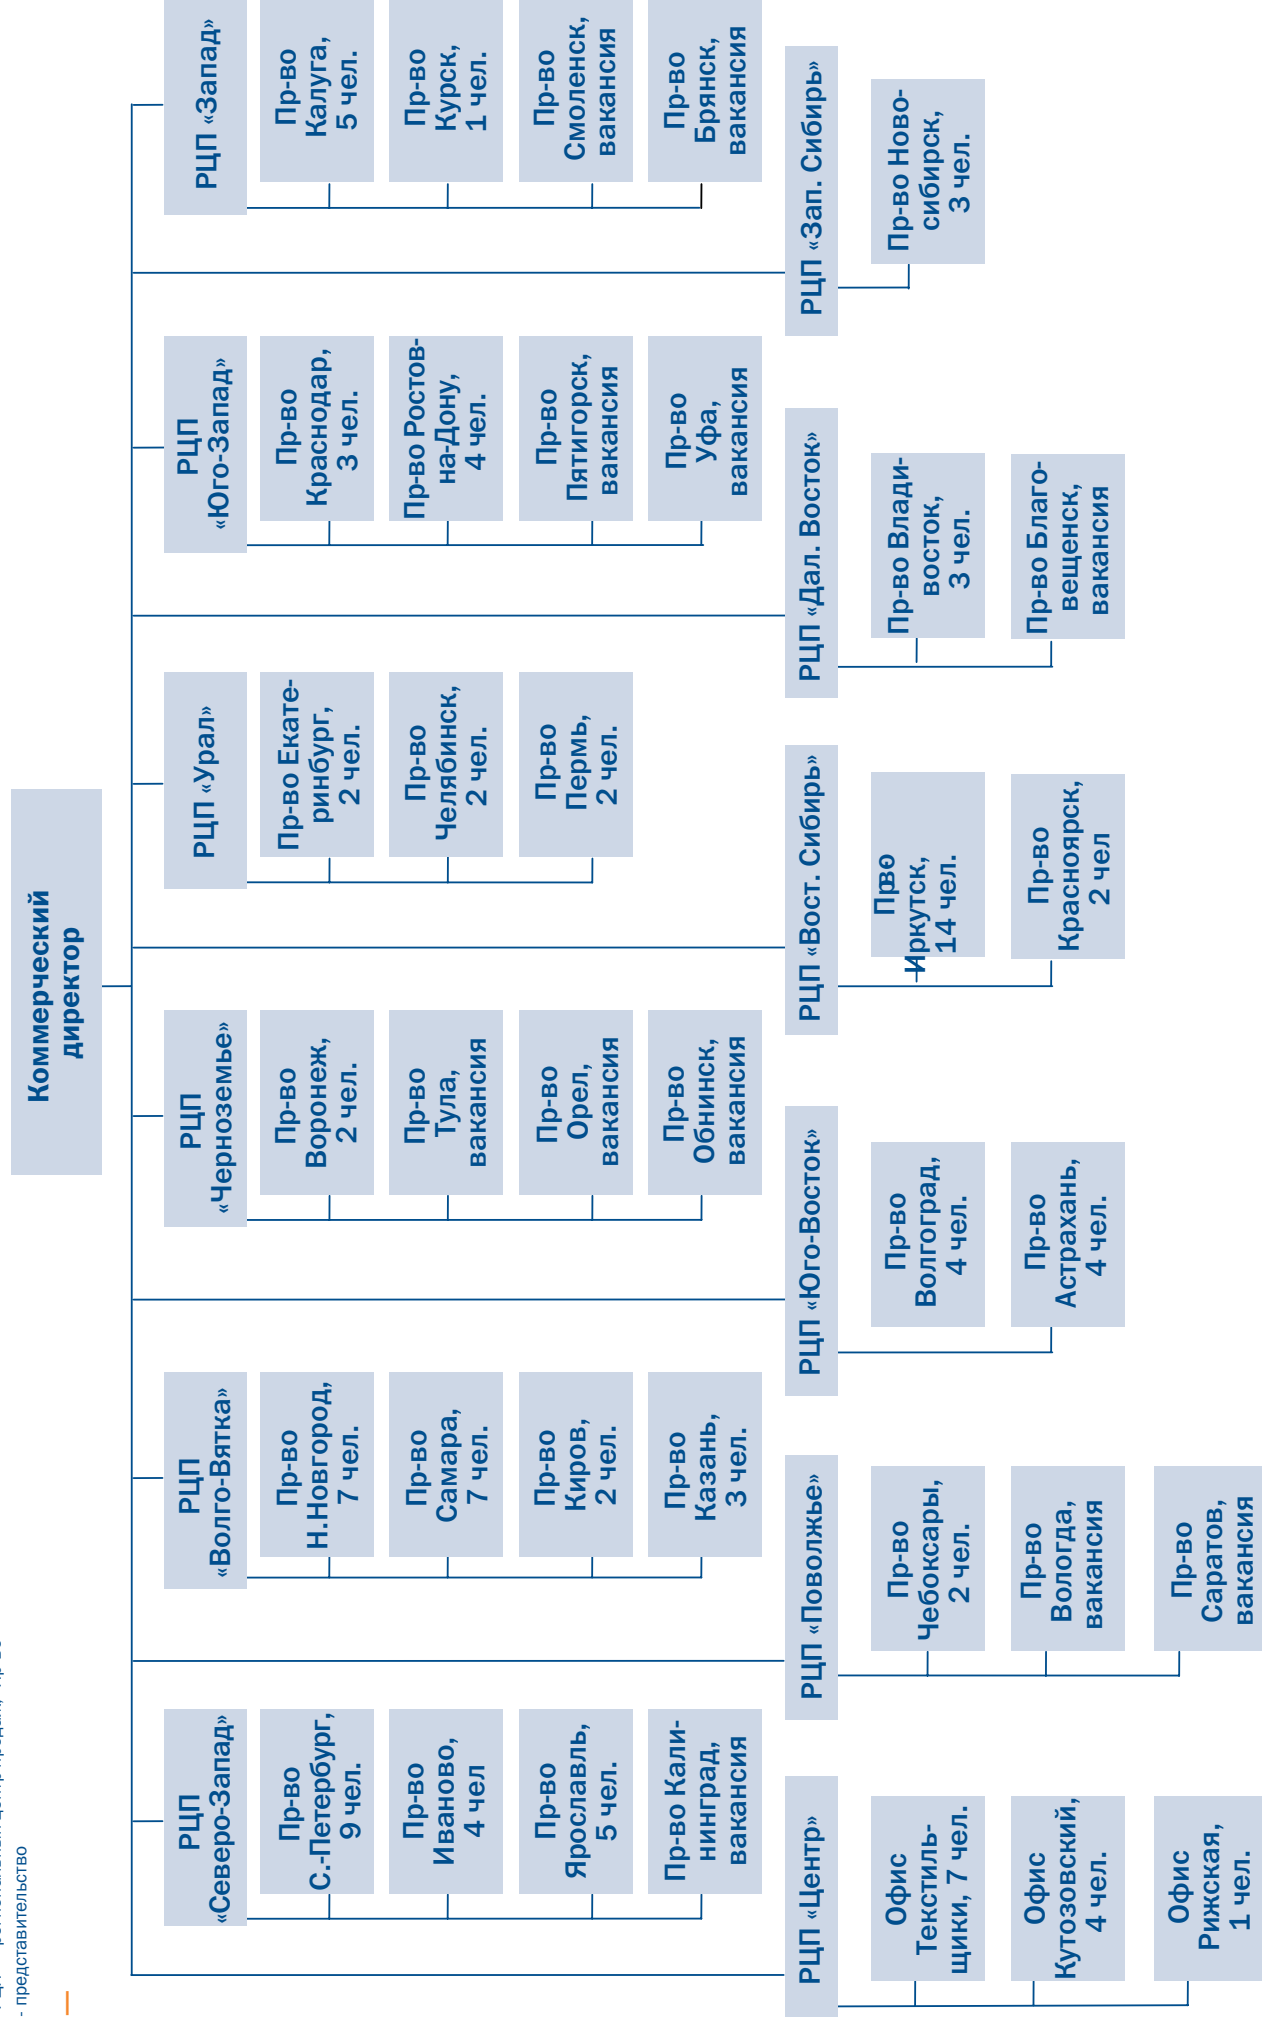 - представительство
Коммерческий
директор
РЦП
«Северо-Запад»
Пр-во
С.-Петербург,
9 чел.
Пр-во
Иваново,
4 чел
Пр-во
Ярославль,
5 чел.
Пр-во Кали-
нинград,
вакансия
РЦП
«Волго-Вятка»
Пр-во
Н.Новгород,
7 чел.
Пр-во
Самара,
7 чел.
Пр-во
Киров,
2 чел.
Пр-во
Казань,
3 чел.
РЦП
«Черноземье»
Пр-во
Воронеж,
2 чел.
Пр-во
Тула,
вакансия
Пр-во
Орел,
вакансия
Пр-во
Обнинск,
вакансия
РЦП «Урал»
Пр-во Екате-
ринбург,
2 чел.
Пр-во
Челябинск,
2 чел.
Пр-во
Пермь,
2 чел.
РЦП
«Юго-Запад»
Пр-во
Краснодар,
3 чел.
Пр-во Ростов-
на-Дону,
4 чел.
Пр-во
Пятигорск,
вакансия
Пр-во
Уфа,
вакансия
РЦП «Запад»
Пр-во
Калуга,
5 чел.
Пр-во
Курск,
1 чел.
Пр-во
Смоленск,
вакансия
Пр-во
Брянск,
вакансия
РЦП «Центр»
Офис
Текстиль-
щики, 7 чел.
Офис
Кутозовский,
4 чел.
Офис
Рижская,
1 чел.
РЦП «Поволжье»
Пр-во
Чебоксары,
2 чел.
Пр-во
Вологда,
вакансия
Пр-во
Саратов,
вакансия
РЦП «Юго-Восток»
Пр-во
Волгоград,
4 чел.
Пр-во
Астрахань,
4 чел.
РЦП «Вост. Сибирь»
Пр-во
Иркутск,
14 чел.
Пр-во
Красноярск,
2 чел
РЦП «Дал. Восток»
Пр-во Влади-
восток,
3 чел.
Пр-во Благо-
вещенск,
вакансия
РЦП «Зап. Сибирь»
Пр-во Ново-
сибирск,
3 чел.